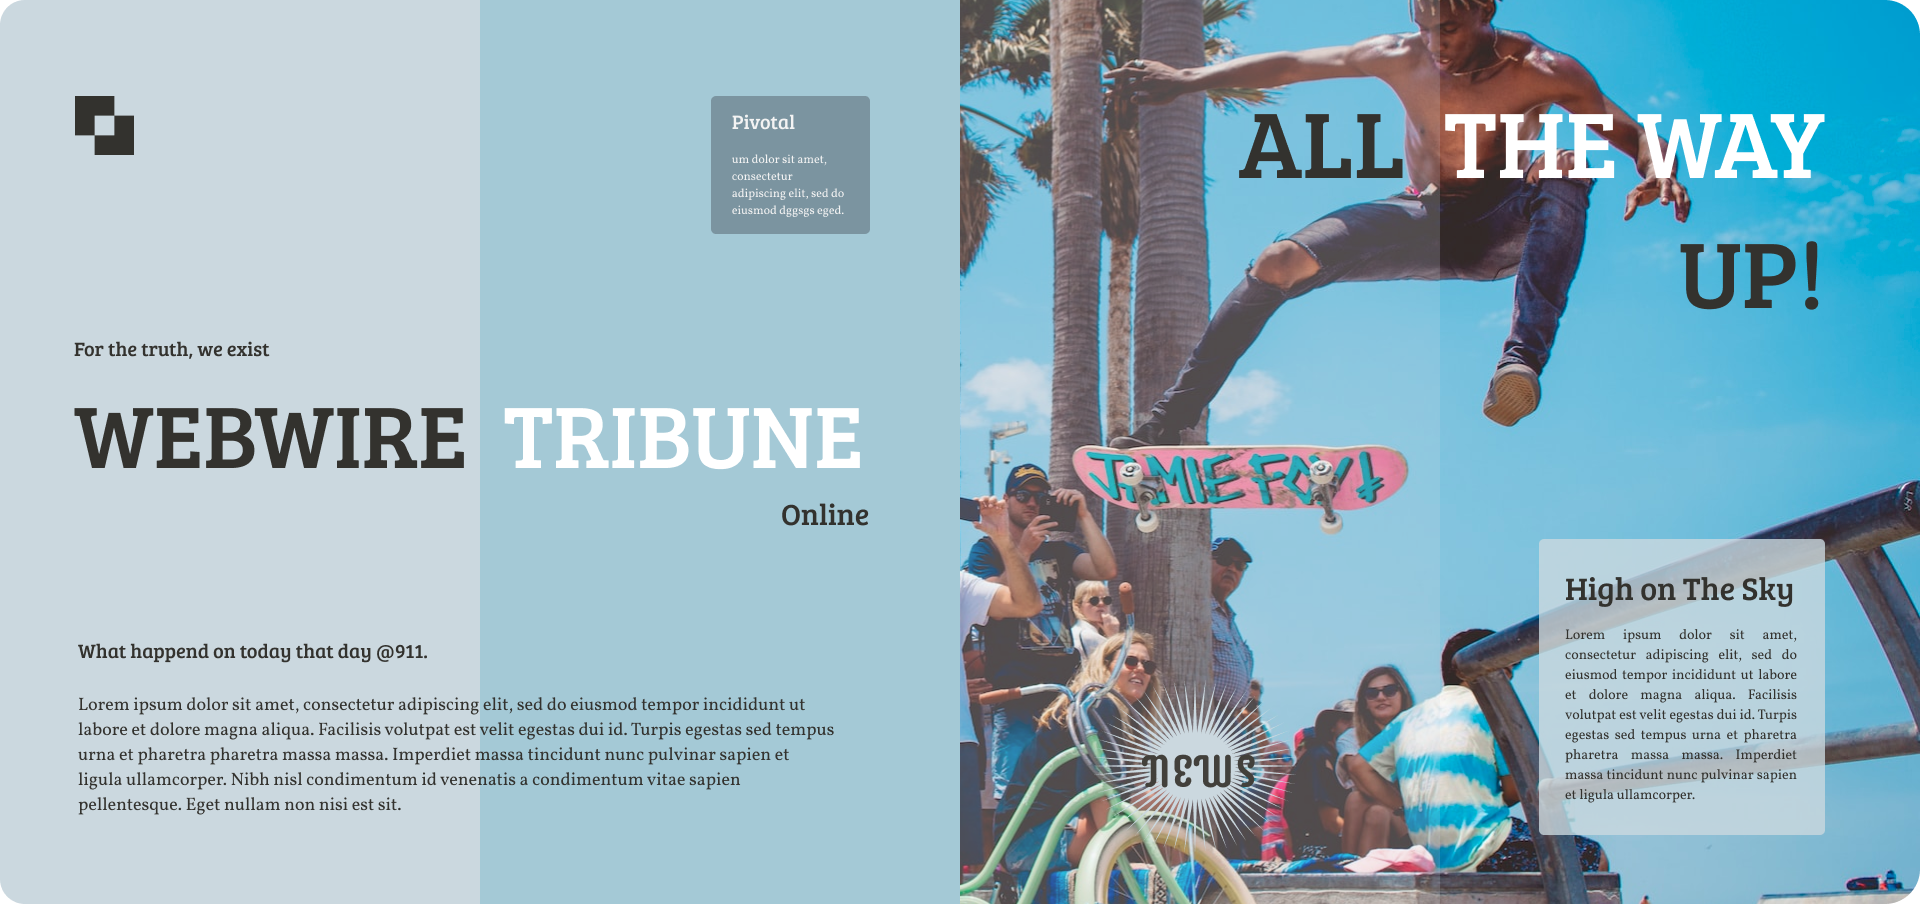 Pivotal
um dolor sit amet,
consectetur
adipiscing elit, sed do
eiusmod dggsgs eged.
For the truth, we exist
WEBWIRE TRIBUNE
Online
What happend on today that day @911.
Lorem ipsum dolor sit amet, consectetur adipiscing elit, sed do eiusmod tempor incididunt ut
labore et dolore magna aliqua. Facilisis volutpat est velit egestas dui id. Turpis egestas sed tempus
urna et pharetra pharetra massa massa. Imperdiet massa tincidunt nunc pulvinar sapien et
ligula ullamcorper. Nibh nisl condimentum id venenatis a condimentum vitae sapien
pellentesque. Eget nullam non nisi est sit.
ALL THE WAY
UP!
JAMIE FOY!
NEWS
High on The Sky
Lorem ipsum dolor sit amet,
consectetur adipiscing elit, sed do
eiusmod tempor incididunt ut labore
et dolore magna aliqua. Facilisis
volutpat est velit egestas dui id. Turpis
egestas sed tempus urna et pharetra
pharetra massa massa. Imperdiet
massa tincidunt nunc pulvinar sapien
et ligula ullamcorper.